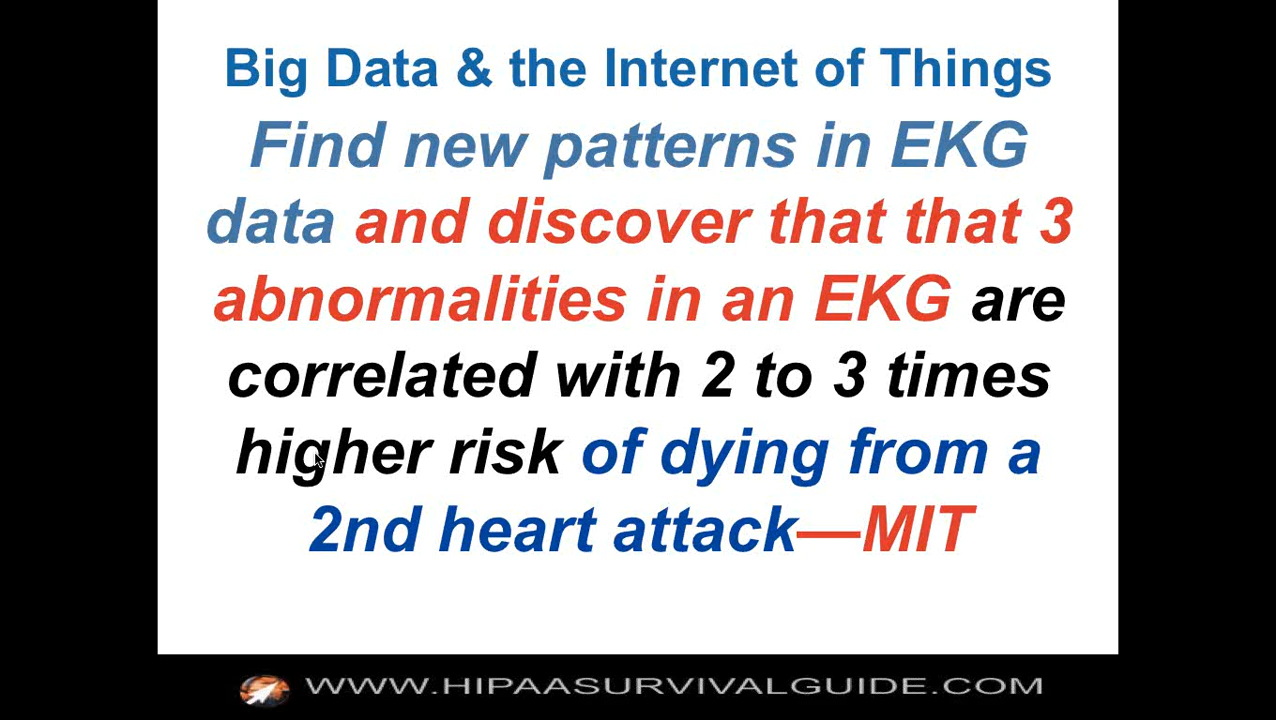 Big Data & the Internet of Things
Find new patterns in EKG
data and discover that that 3
abnormalities in an EKG are
correlated with 2 to 3 times
higher risk of dying from a
2nd heart attack—MIT
WWW.HIPAASURVIVALGUIDE.COM